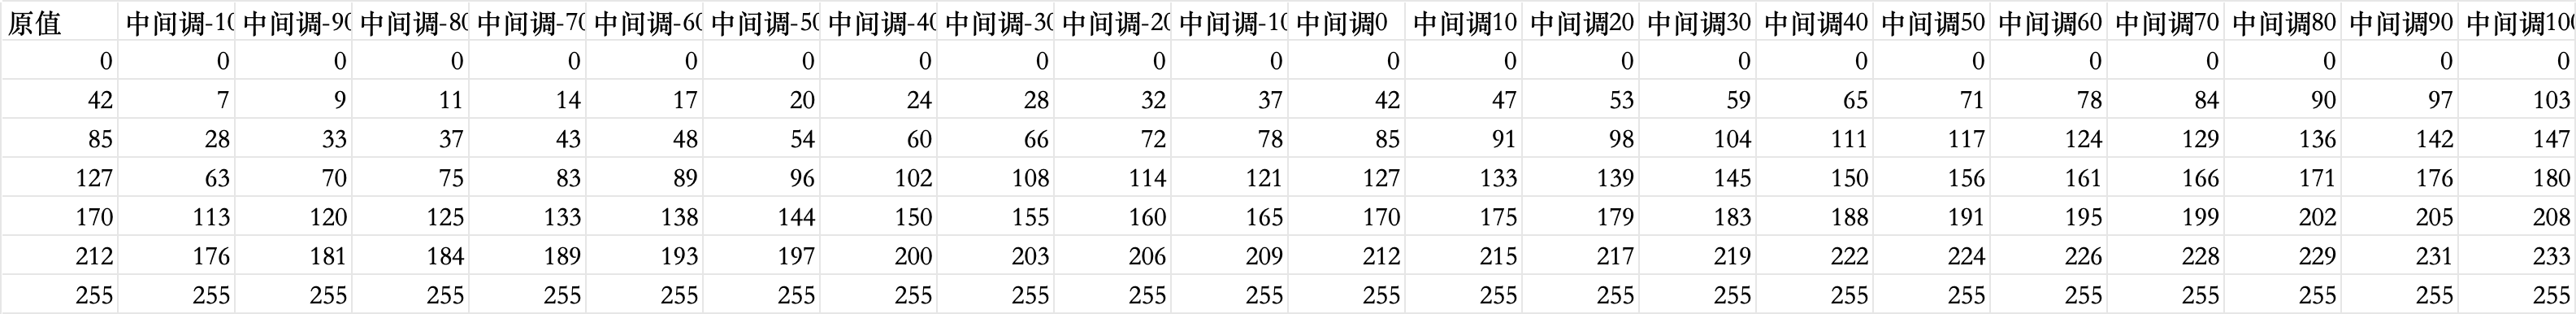 原值 中间调-10 中间调-90 中间调-80 中间调-70 中间调-60 中间调-50 中间调-40 中间调-30 中间调-20 中间调-10 中间调0 中间调10 中间调20 中间调30 中间调40 中间调50 中间调60 中间调70 中间调80 中间调90 中间调100
0 0 0 0 0 0 0 0 0 0 0 0 0 0 0 0 0 0 0 0 0 0
42 7 9 11 14 17 20 24 28 32 37 42 47 53 59 65 71 78 84 90 97 103
85 28 33 37 43 48 54 60 66 72 78 85 91 98 104 111 117 124 129 136 142 147
127 63 70 75 83 89 96 102 108 114 121 127 133 139 145 150 156 161 166 171 176 180
170 113 120 125 133 138 144 150 155 160 165 170 175 179 183 188 191 195 199 202 205 208
212 176 181 184 189 193 197 200 203 206 209 212 215 217 219 222 224 226 228 229 231 233
255 255 255 255 255 255 255 255 255 255 255 255 255 255 255 255 255 255 255 255 255 255